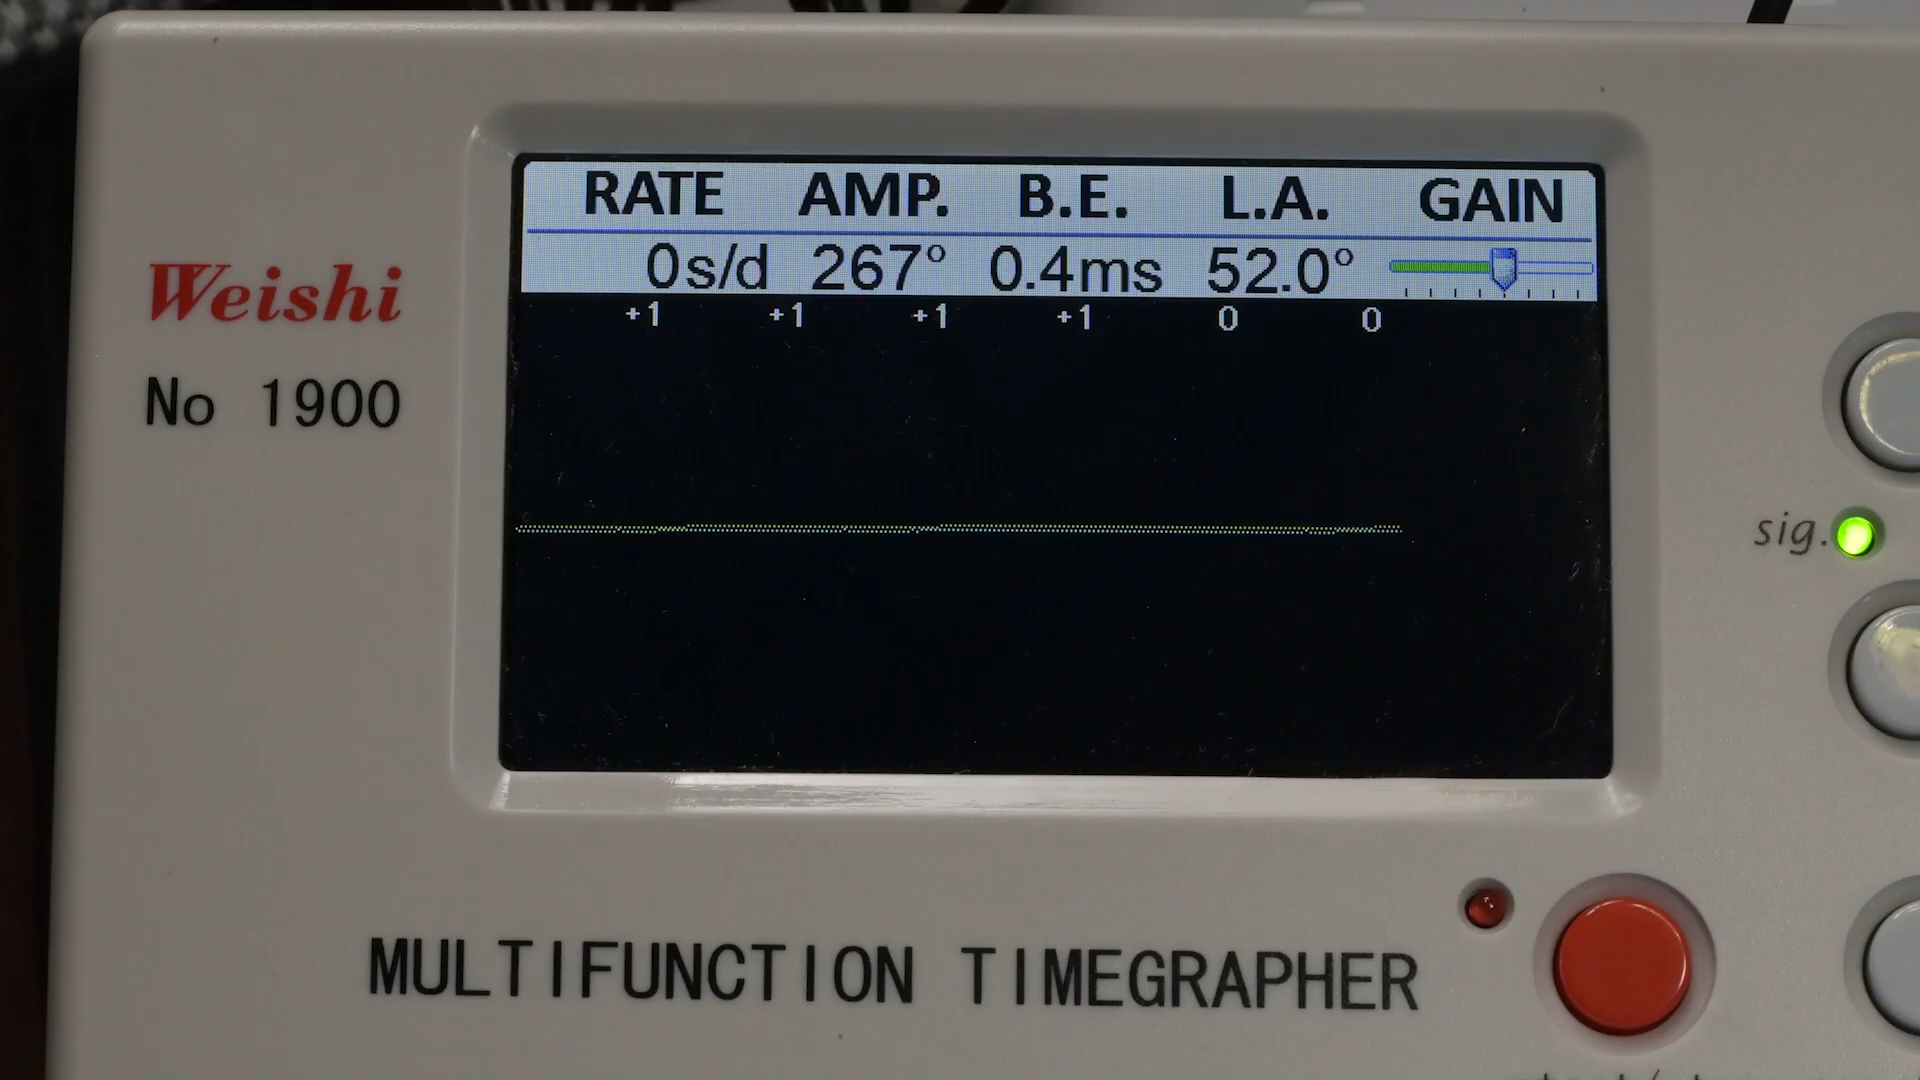 RATE AMP. B.E. L.A. GAIN
0s/d 267° 0.4ms 52.0°
+1 +1 +1 +1 0 0
Weishi
No 1900
sig.
MULTIFUNCTION TIMEGRAPHER